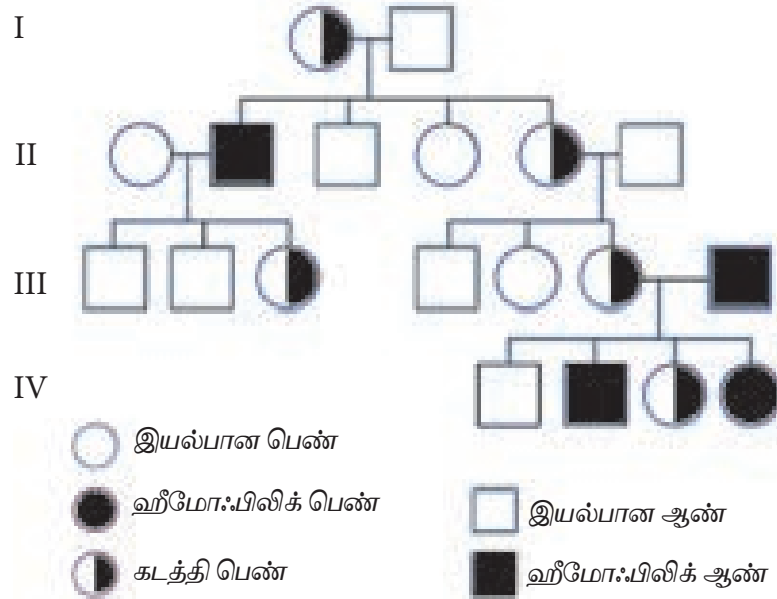 I
II
III
IV
இயல்பான பெண்
ஹீமோஃபிலிக் பெண்
கடத்தி பெண்
இயல்பான ஆண்
ஹீமோஃபிலிக் ஆண்